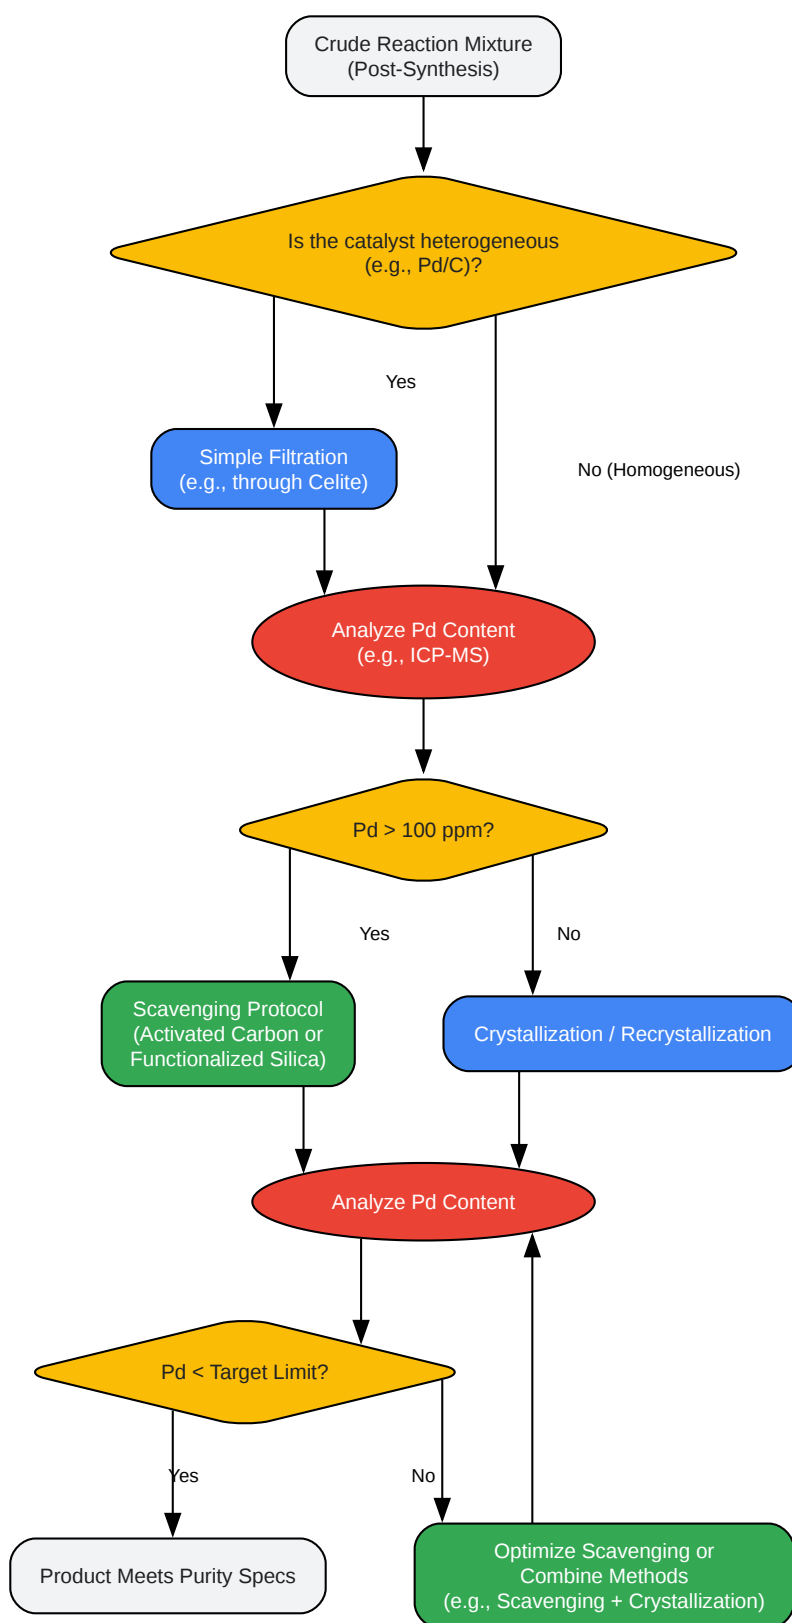 Crude Reaction Mixture
(Post-Synthesis)
Is the catalyst heterogeneous
(e.g., Pd/C)?
Yes
Simple Filtration
(e.g., through Celite)
No (Homogeneous)
Analyze Pd Content
(e.g., ICP-MS)
Pd > 100 ppm?
Yes
No
Scavenging Protocol
(Activated Carbon or
Functionalized Silica)
Crystallization / Recrystallization
Analyze Pd Content
Pd < Target Limit?
Yes
No
Product Meets Purity Specs
Optimize Scavenging or
Combine Methods
(e.g., Scavenging + Crystallization)